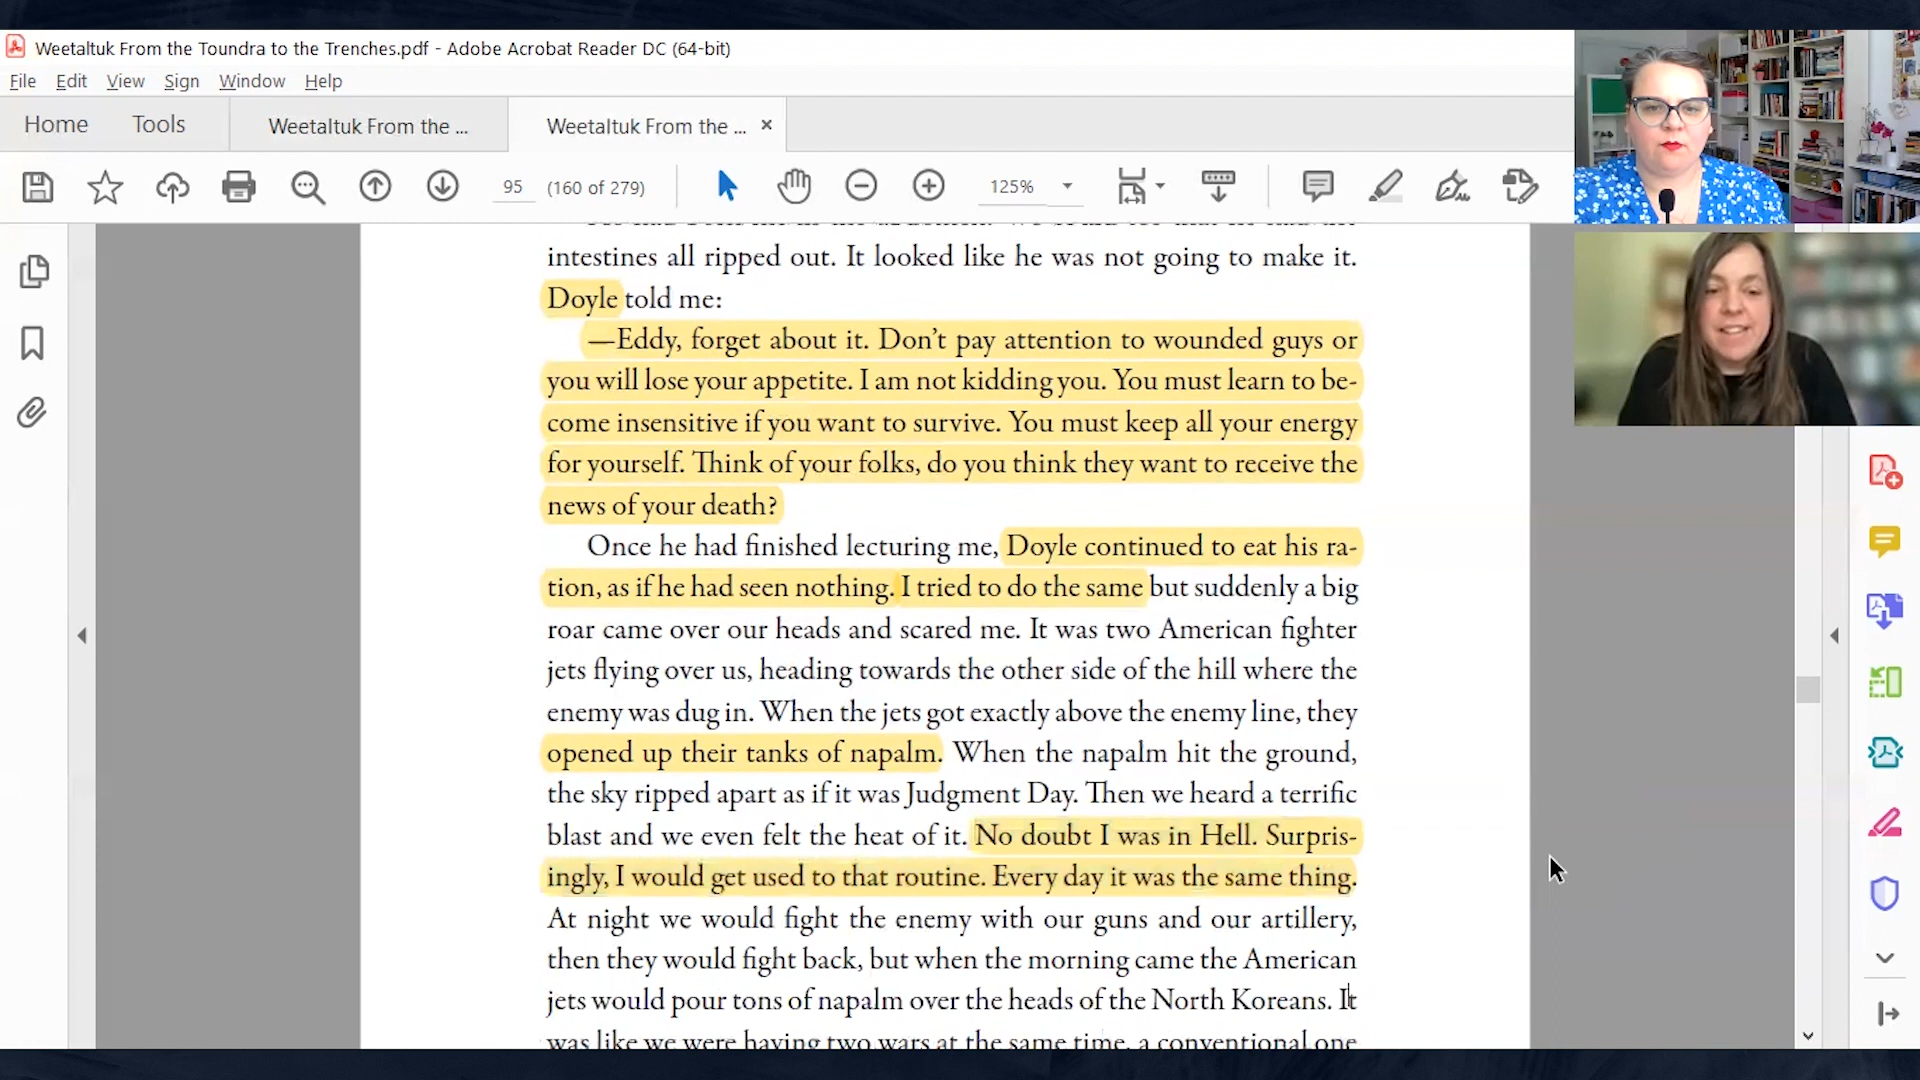 Weetaltuk From the Toundra to the Trenches.pdf - Adobe Acrobat Reader DC (64-bit)
File Edit View Sign Window Help
Home Tools Weetaltuk From the ... Weetaltuk From the ... ×
95 (160 of 279) 125%
intestines all ripped out. It looked like he was not going to make it.
Doyle told me:
—Eddy, forget about it. Don’t pay attention to wounded guys or
you will lose your appetite. I am not kidding you. You must learn to be-
come insensitive if you want to survive. You must keep all your energy
for yourself. Think of your folks, do you think they want to receive the
news of your death?
Once he had finished lecturing me, Doyle continued to eat his ra-
tion, as if he had seen nothing. I tried to do the same but suddenly a big
roar came over our heads and scared me. It was two American fighter
jets flying over us, heading towards the other side of the hill where the
enemy was dug in. When the jets got exactly above the enemy line, they
opened up their tanks of napalm. When the napalm hit the ground,
the sky ripped apart as if it was Judgment Day. Then we heard a terrific
blast and we even felt the heat of it. No doubt I was in Hell. Surpris-
ingly, I would get used to that routine. Every day it was the same thing.
At night we would fight the enemy with our guns and our artillery,
then they would fight back, but when the morning came the American
jets would pour tons of napalm over the heads of the North Koreans. It
was like we were having two wars at the same time, a conventional one